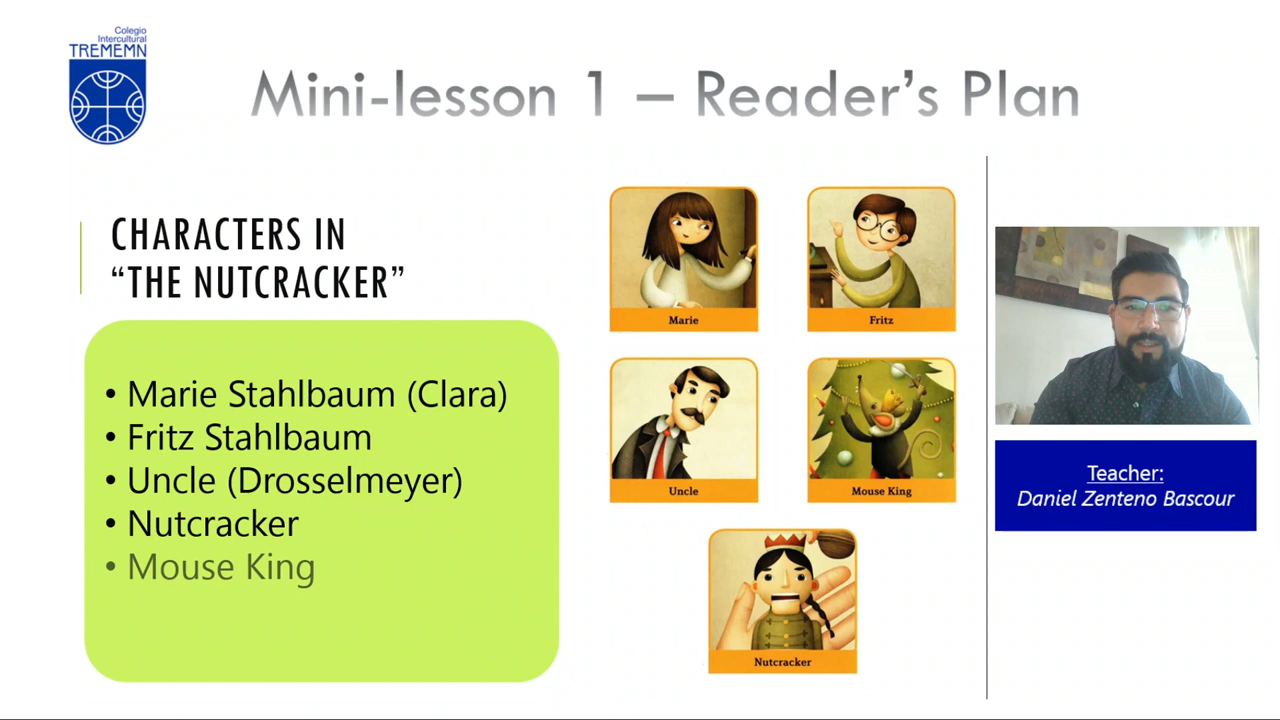 Colegio
Intercultural
TREMEMN
Mini-lesson 1 – Reader’s Plan
CHARACTERS IN
“THE NUTCRACKER”
• Marie Stahlbaum (Clara)
• Fritz Stahlbaum
• Uncle (Drosselmeyer)
• Nutcracker
• Mouse King
Marie
Fritz
Uncle
Mouse King
Nutcracker
Teacher:
Daniel Zenteno Bascour